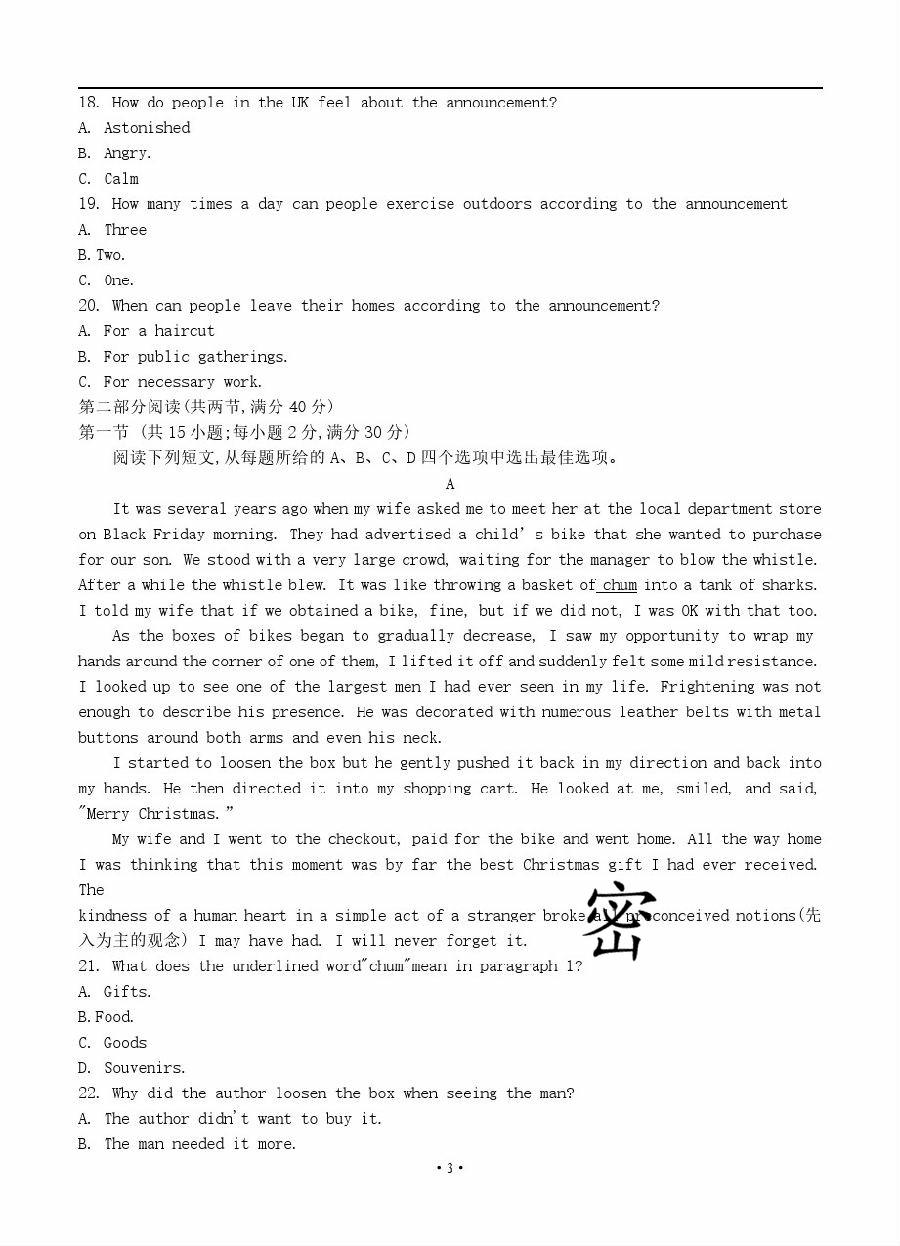 18. How do people in the UK feel about the announcement?
A. Astonished
B. Angry.
C. Calm
19. How many times a day can people exercise outdoors according to the announcement
A. Three
B. Two.
C. One.
20. When can people leave their homes according to the announcement?
A. For a haircut
B. For public gatherings.
C. For necessary work.
第二部分阅读(共两节,满分 40 分)
第一节 (共 15 小题;每小题 2 分,满分 30 分)
阅读下列短文,从每题所给的 A、B、C、D 四个选项中选出最佳选项。
A
It was several years ago when my wife asked me to meet her at the local department store
on Black Friday morning. They had advertised a child's bike that she wanted to purchase
for our son. We stood with a very large crowd, waiting for the manager to blow the whistle.
After a while the whistle blew. It was like throwing a basket of chum into a tank of sharks.
I told my wife that if we obtained a bike, fine, but if we did not, I was OK with that too.
As the boxes of bikes began to gradually decrease, I saw my opportunity to wrap my
hands around the corner of one of them, I lifted it off and suddenly felt some mild resistance.
I looked up to see one of the largest men I had ever seen in my life. Frightening was not
enough to describe his presence. He was decorated with numerous leather belts with metal
buttons around both arms and even his neck.
I started to loosen the box but he gently pushed it back in my direction and back into
my hands. He then directed it into my shopping cart. He looked at me, smiled, and said,
"Merry Christmas."
My wife and I went to the checkout, paid for the bike and went home. All the way home
I was thinking that this moment was by far the best Christmas gift I had ever received.
The
kindness of a human heart in a simple act of a stranger broke preconceived notions(先
入为主的观念) I may have had. I will never forget it.
密
21. What does the underlined word"chum"mean in paragraph 1?
A. Gifts.
B. Food.
C. Goods
D. Souvenirs.
22. Why did the author loosen the box when seeing the man?
A. The author didn't want to buy it.
B. The man needed it more.
·3·